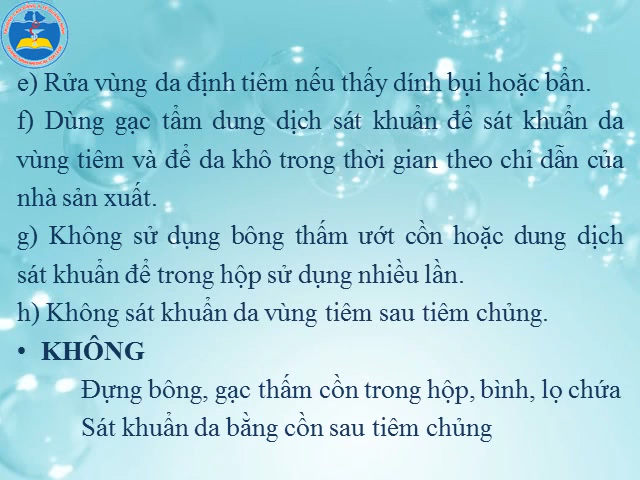 e) Rửa vùng da định tiêm nếu thấy dính bụi hoặc bẩn.
f) Dùng gạc tẩm dung dịch sát khuẩn để sát khuẩn da
vùng tiêm và để da khô trong thời gian theo chỉ dẫn của
nhà sản xuất.
g) Không sử dụng bông thấm ướt cồn hoặc dung dịch
sát khuẩn để trong hộp sử dụng nhiều lần.
h) Không sát khuẩn da vùng tiêm sau tiêm chủng.
• KHÔNG
Đựng bông, gạc thấm cồn trong hộp, bình, lọ chứa
Sát khuẩn da bằng cồn sau tiêm chủng